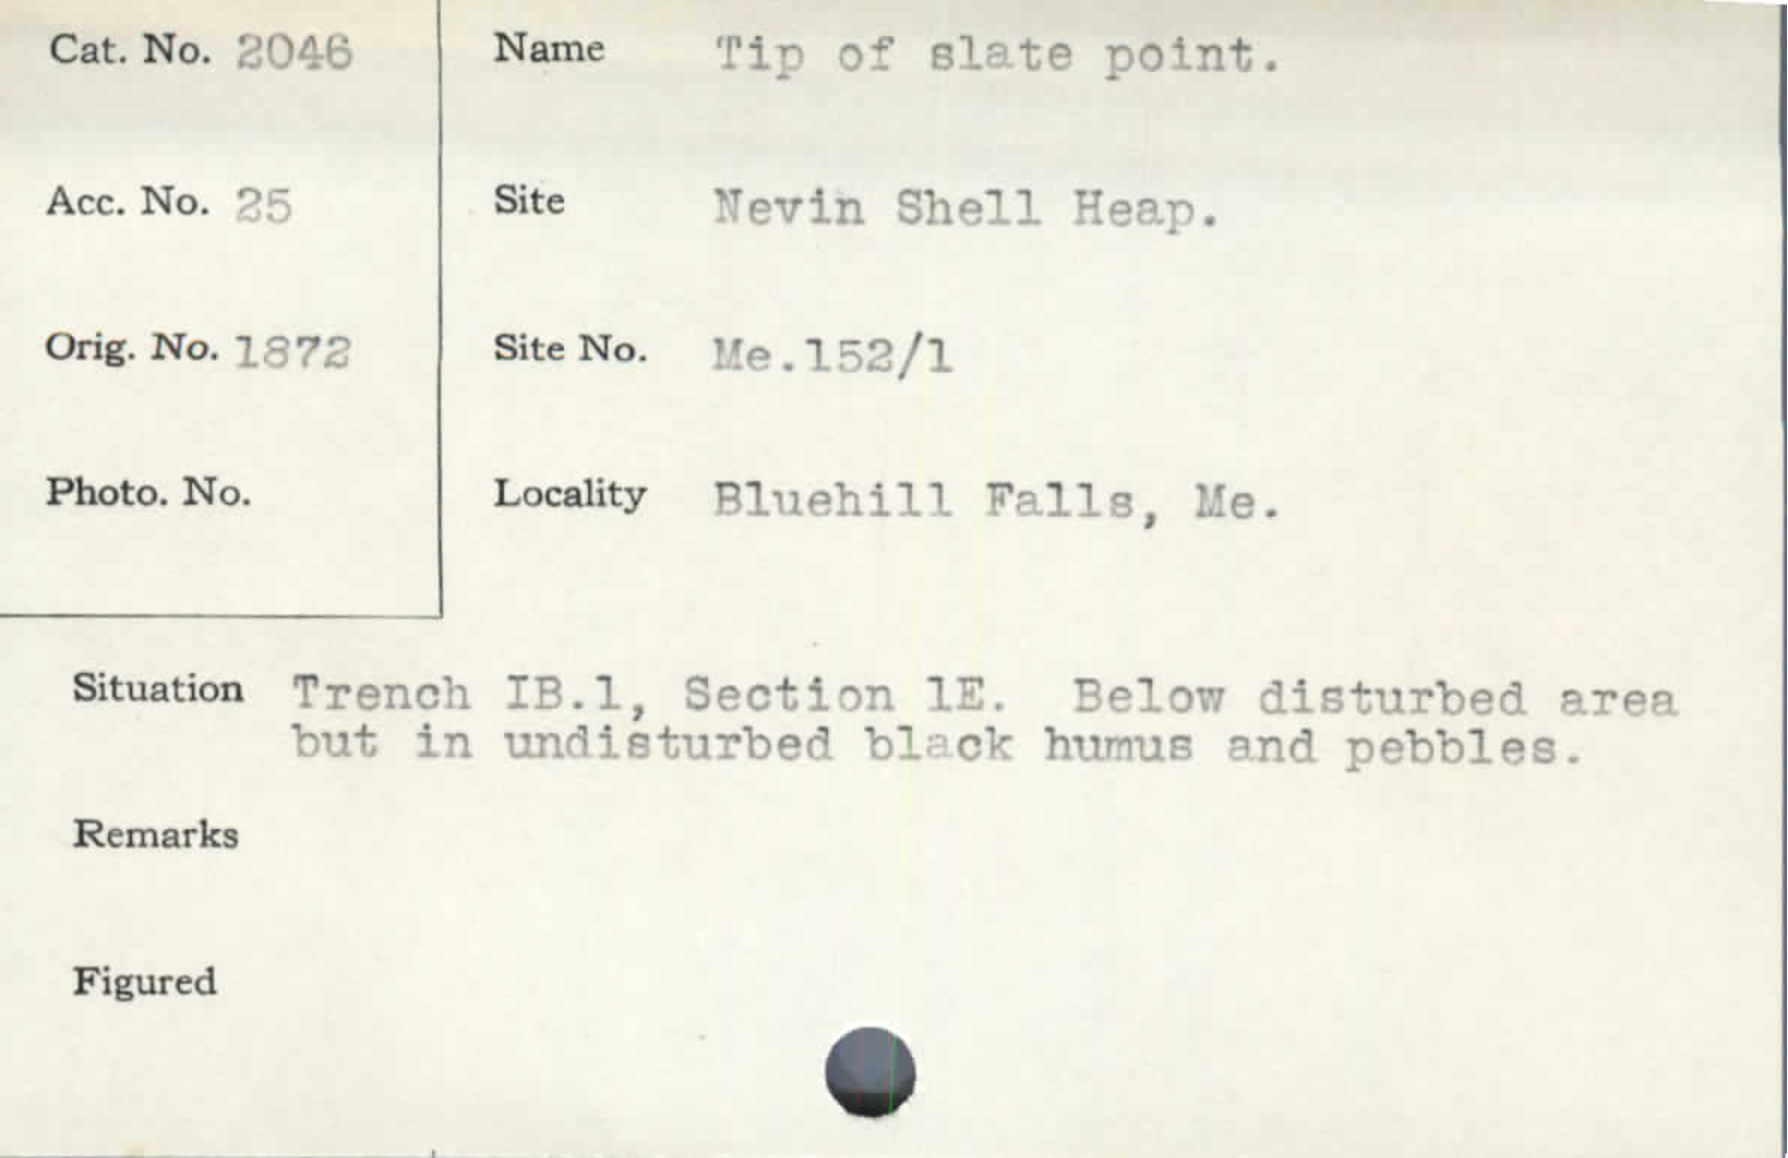 Cat. No. 2046
Name Tip of slate point.
Acc. No. 25
Site Nevin Shell Heap.
Orig. No. 1872
Site No. Me.152/1
Photo. No.
Locality Bluehill Falls, Me.
Situation Trench IB.1, Section 1E. Below disturbed area
but in undisturbed black humus and pebbles.
Remarks
Figured